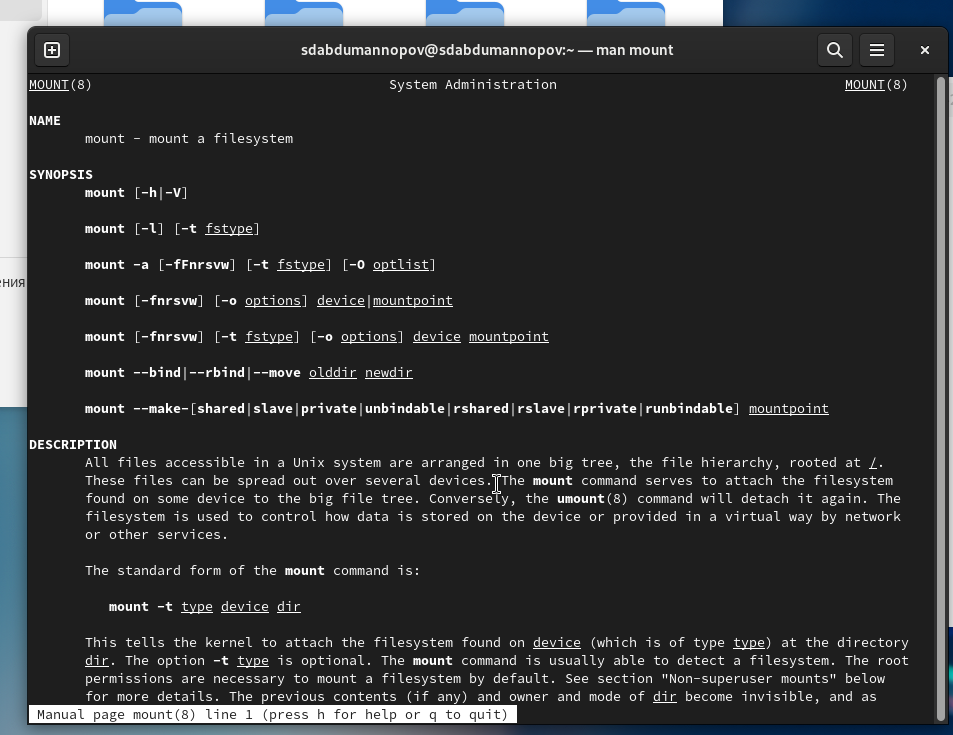 sdabdumannopov@sdabdumannopov:~ — man mount
MOUNT(8) System Administration MOUNT(8)
NAME
mount - mount a filesystem
SYNOPSIS
mount [-h|-V]
mount [-l] [-t fstype]
mount -a [-fFnrsvw] [-t fstype] [-O optlist]
mount [-fnrsvw] [-o options] device|mountpoint
mount [-fnrsvw] [-t fstype] [-o options] device mountpoint
mount --bind|--rbind|--move olddir newdir
mount --make-[shared|slave|private|unbindable|rshared|rslave|rprivate|runbindable] mountpoint
DESCRIPTION
All files accessible in a Unix system are arranged in one big tree, the file hierarchy, rooted at /.
These files can be spread out over several devices. The mount command serves to attach the filesystem
found on some device to the big file tree. Conversely, the umount(8) command will detach it again. The
filesystem is used to control how data is stored on the device or provided in a virtual way by network
or other services.
The standard form of the mount command is:
mount -t type device dir
This tells the kernel to attach the filesystem found on device (which is of type type) at the directory
dir. The option -t type is optional. The mount command is usually able to detect a filesystem. The root
permissions are necessary to mount a filesystem by default. See section "Non-superuser mounts" below
for more details. The previous contents (if any) and owner and mode of dir become invisible, and as
Manual page mount(8) line 1 (press h for help or q to quit)